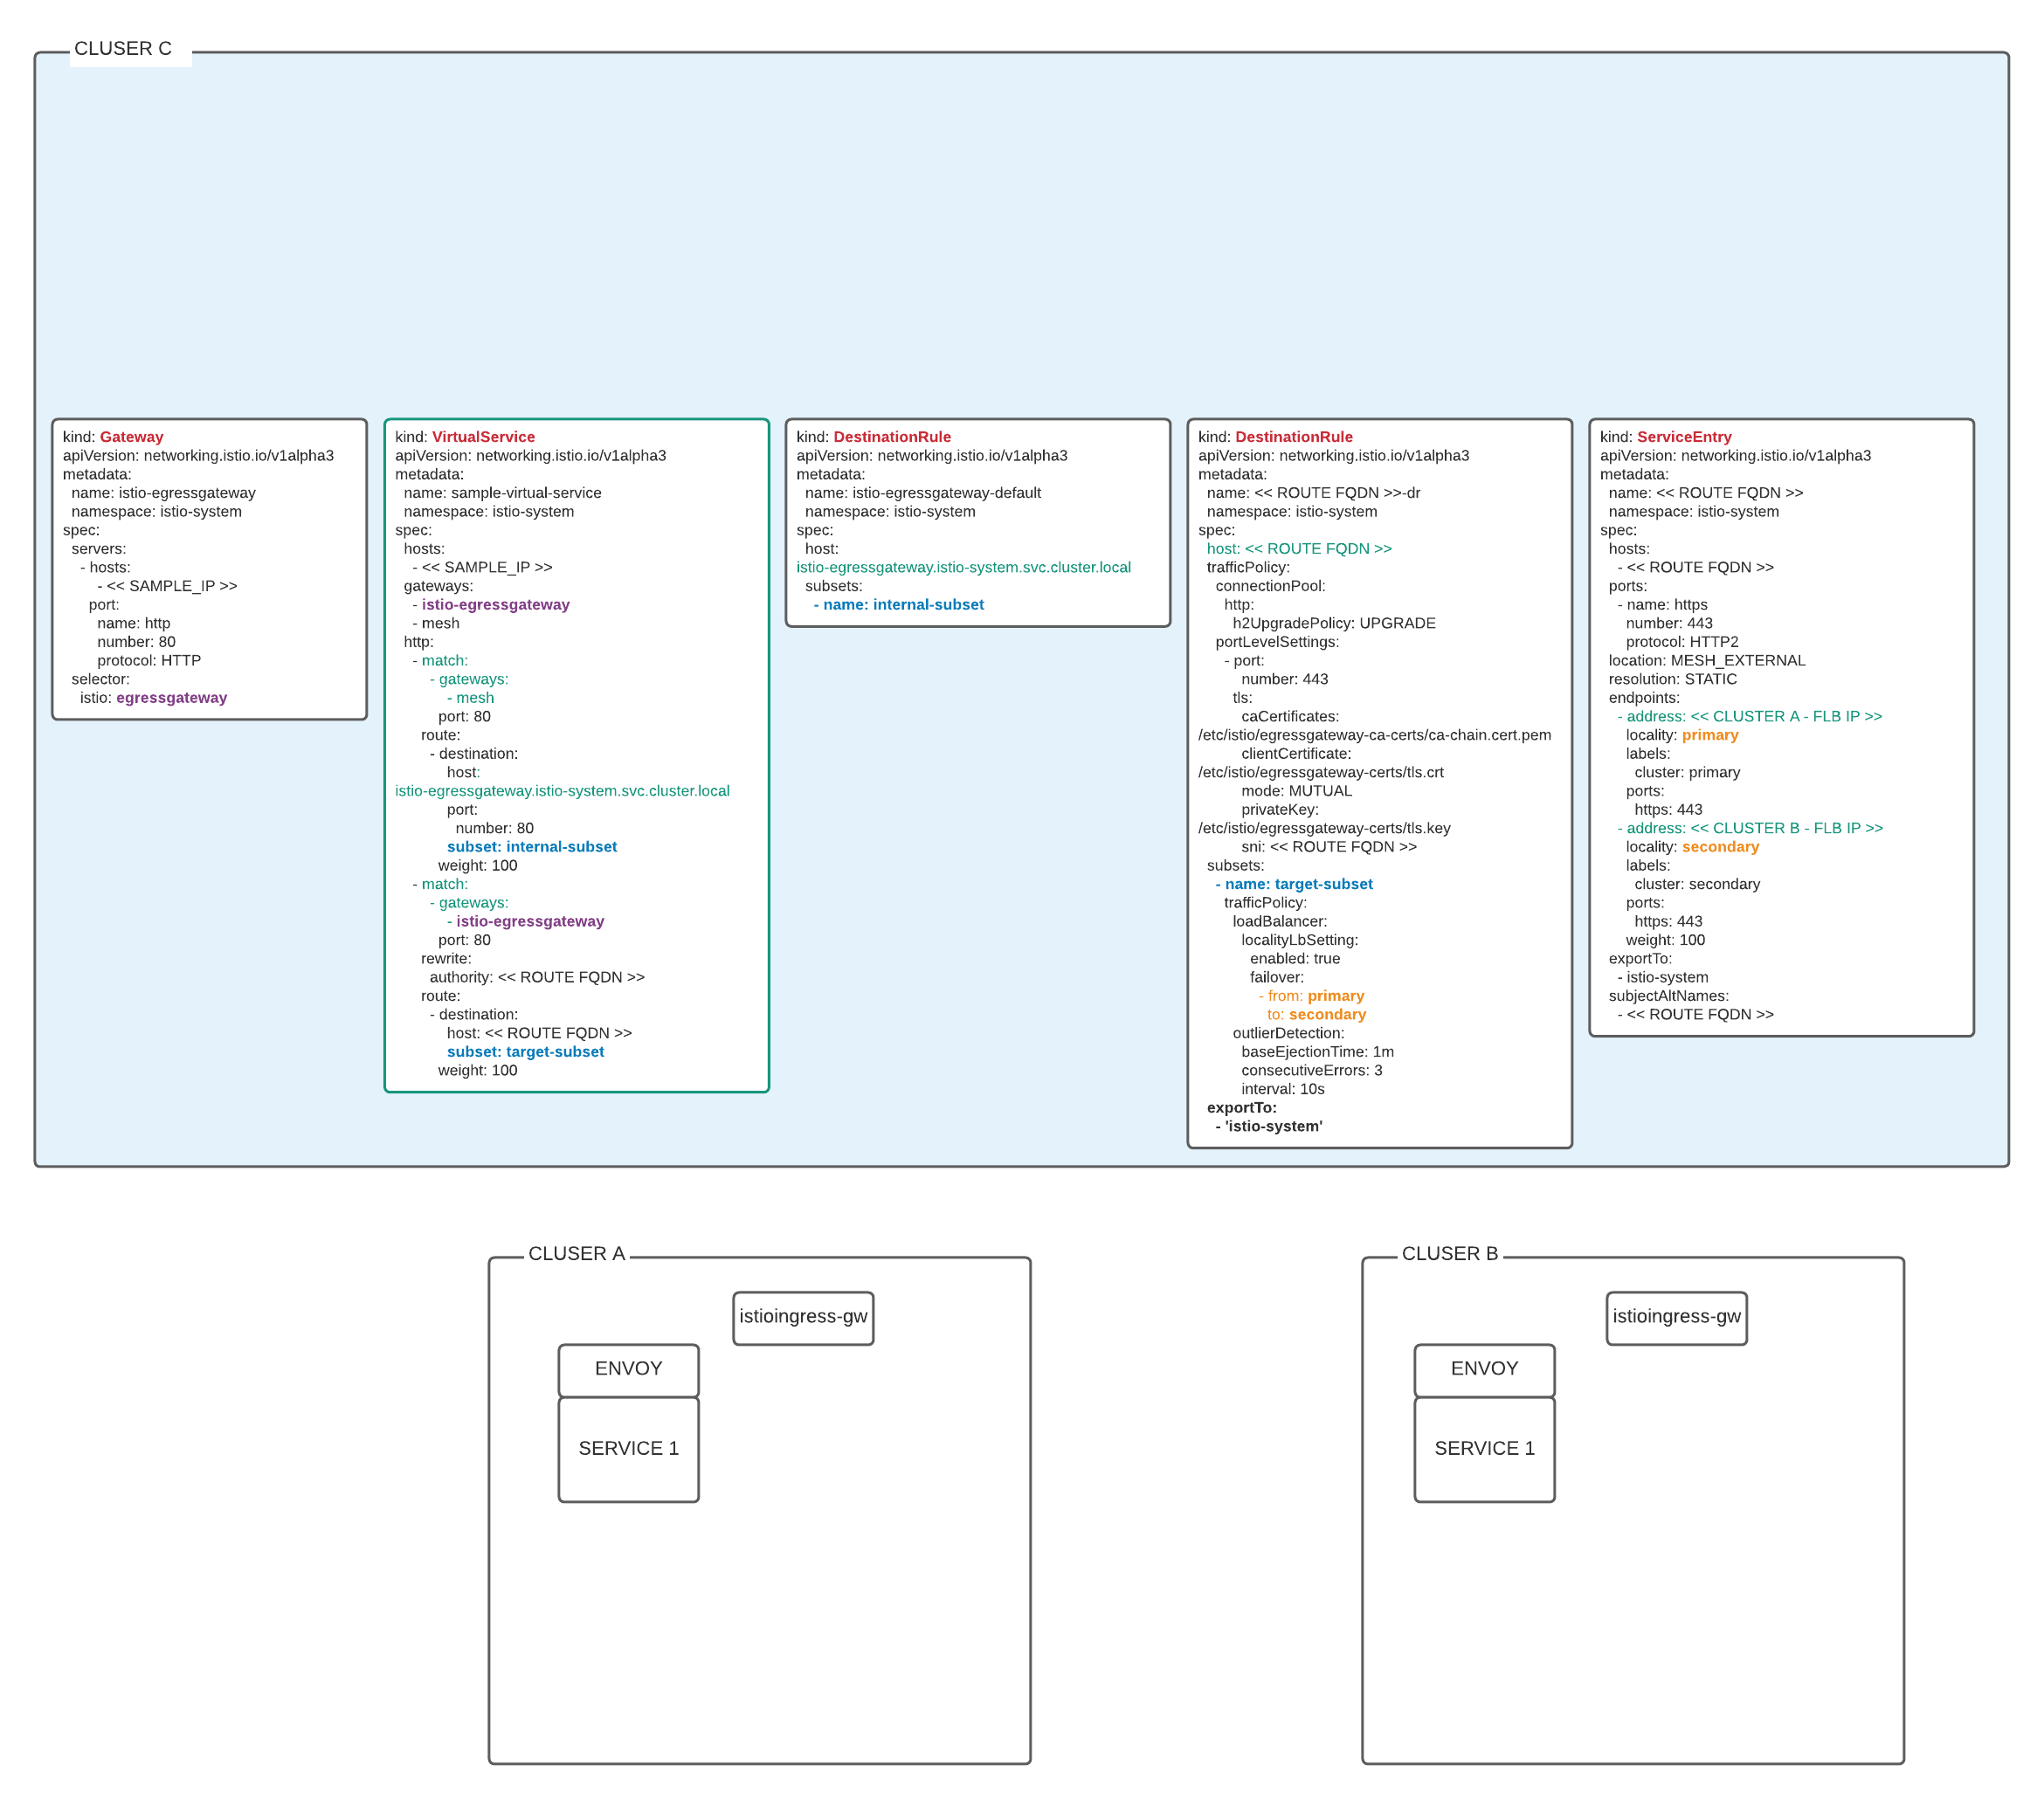 CLUSER C
kind: Gateway
apiVersion: networking.istio.io/v1alpha3
metadata:
  name: istio-egressgateway
  namespace: istio-system
spec:
  servers:
    - hosts:
        - << SAMPLE_IP >>
      port:
        name: http
        number: 80
        protocol: HTTP
  selector:
    istio: egressgateway
kind: VirtualService
apiVersion: networking.istio.io/v1alpha3
metadata:
  name: sample-virtual-service
  namespace: istio-system
spec:
  hosts:
    - << SAMPLE_IP >>
  gateways:
    - istio-egressgateway
    - mesh
  http:
    - match:
        - gateways:
            - mesh
          port: 80
      route:
        - destination:
            host:
istio-egressgateway.istio-system.svc.cluster.local
            port:
              number: 80
            subset: internal-subset
          weight: 100
    - match:
        - gateways:
            - istio-egressgateway
          port: 80
      rewrite:
        authority: << ROUTE FQDN >>
      route:
        - destination:
            host: << ROUTE FQDN >>
            subset: target-subset
          weight: 100
kind: DestinationRule
apiVersion: networking.istio.io/v1alpha3
metadata:
  name: istio-egressgateway-default
  namespace: istio-system
spec:
  host:
istio-egressgateway.istio-system.svc.cluster.local
  subsets:
    - name: internal-subset
kind: DestinationRule
apiVersion: networking.istio.io/v1alpha3
metadata:
  name: << ROUTE FQDN >>-dr
  namespace: istio-system
spec:
  host: << ROUTE FQDN >>
  trafficPolicy:
    connectionPool:
      http:
        h2UpgradePolicy: UPGRADE
    portLevelSettings:
      - port:
          number: 443
        tls:
          caCertificates:
/etc/istio/egressgateway-ca-certs/ca-chain.cert.pem
          clientCertificate:
/etc/istio/egressgateway-certs/tls.crt
          mode: MUTUAL
          privateKey:
/etc/istio/egressgateway-certs/tls.key
          sni: << ROUTE FQDN >>
  subsets:
    - name: target-subset
      trafficPolicy:
        loadBalancer:
          localityLbSetting:
            enabled: true
            failover:
              - from: primary
                to: secondary
        outlierDetection:
          baseEjectionTime: 1m
          consecutiveErrors: 3
          interval: 10s
  exportTo:
    - 'istio-system'
kind: ServiceEntry
apiVersion: networking.istio.io/v1alpha3
metadata:
  name: << ROUTE FQDN >>
  namespace: istio-system
spec:
  hosts:
    - << ROUTE FQDN >>
  ports:
    - name: https
      number: 443
      protocol: HTTP2
  location: MESH_EXTERNAL
  resolution: STATIC
  endpoints:
    - address: << CLUSTER A - FLB IP >>
      locality: primary
      labels:
        cluster: primary
      ports:
        https: 443
    - address: << CLUSTER B - FLB IP >>
      locality: secondary
      labels:
        cluster: secondary
      ports:
        https: 443
      weight: 100
  exportTo:
    - istio-system
  subjectAltNames:
    - << ROUTE FQDN >>
CLUSER A
istioingress-gw
ENVOY
SERVICE 1
CLUSER B
istioingress-gw
ENVOY
SERVICE 1